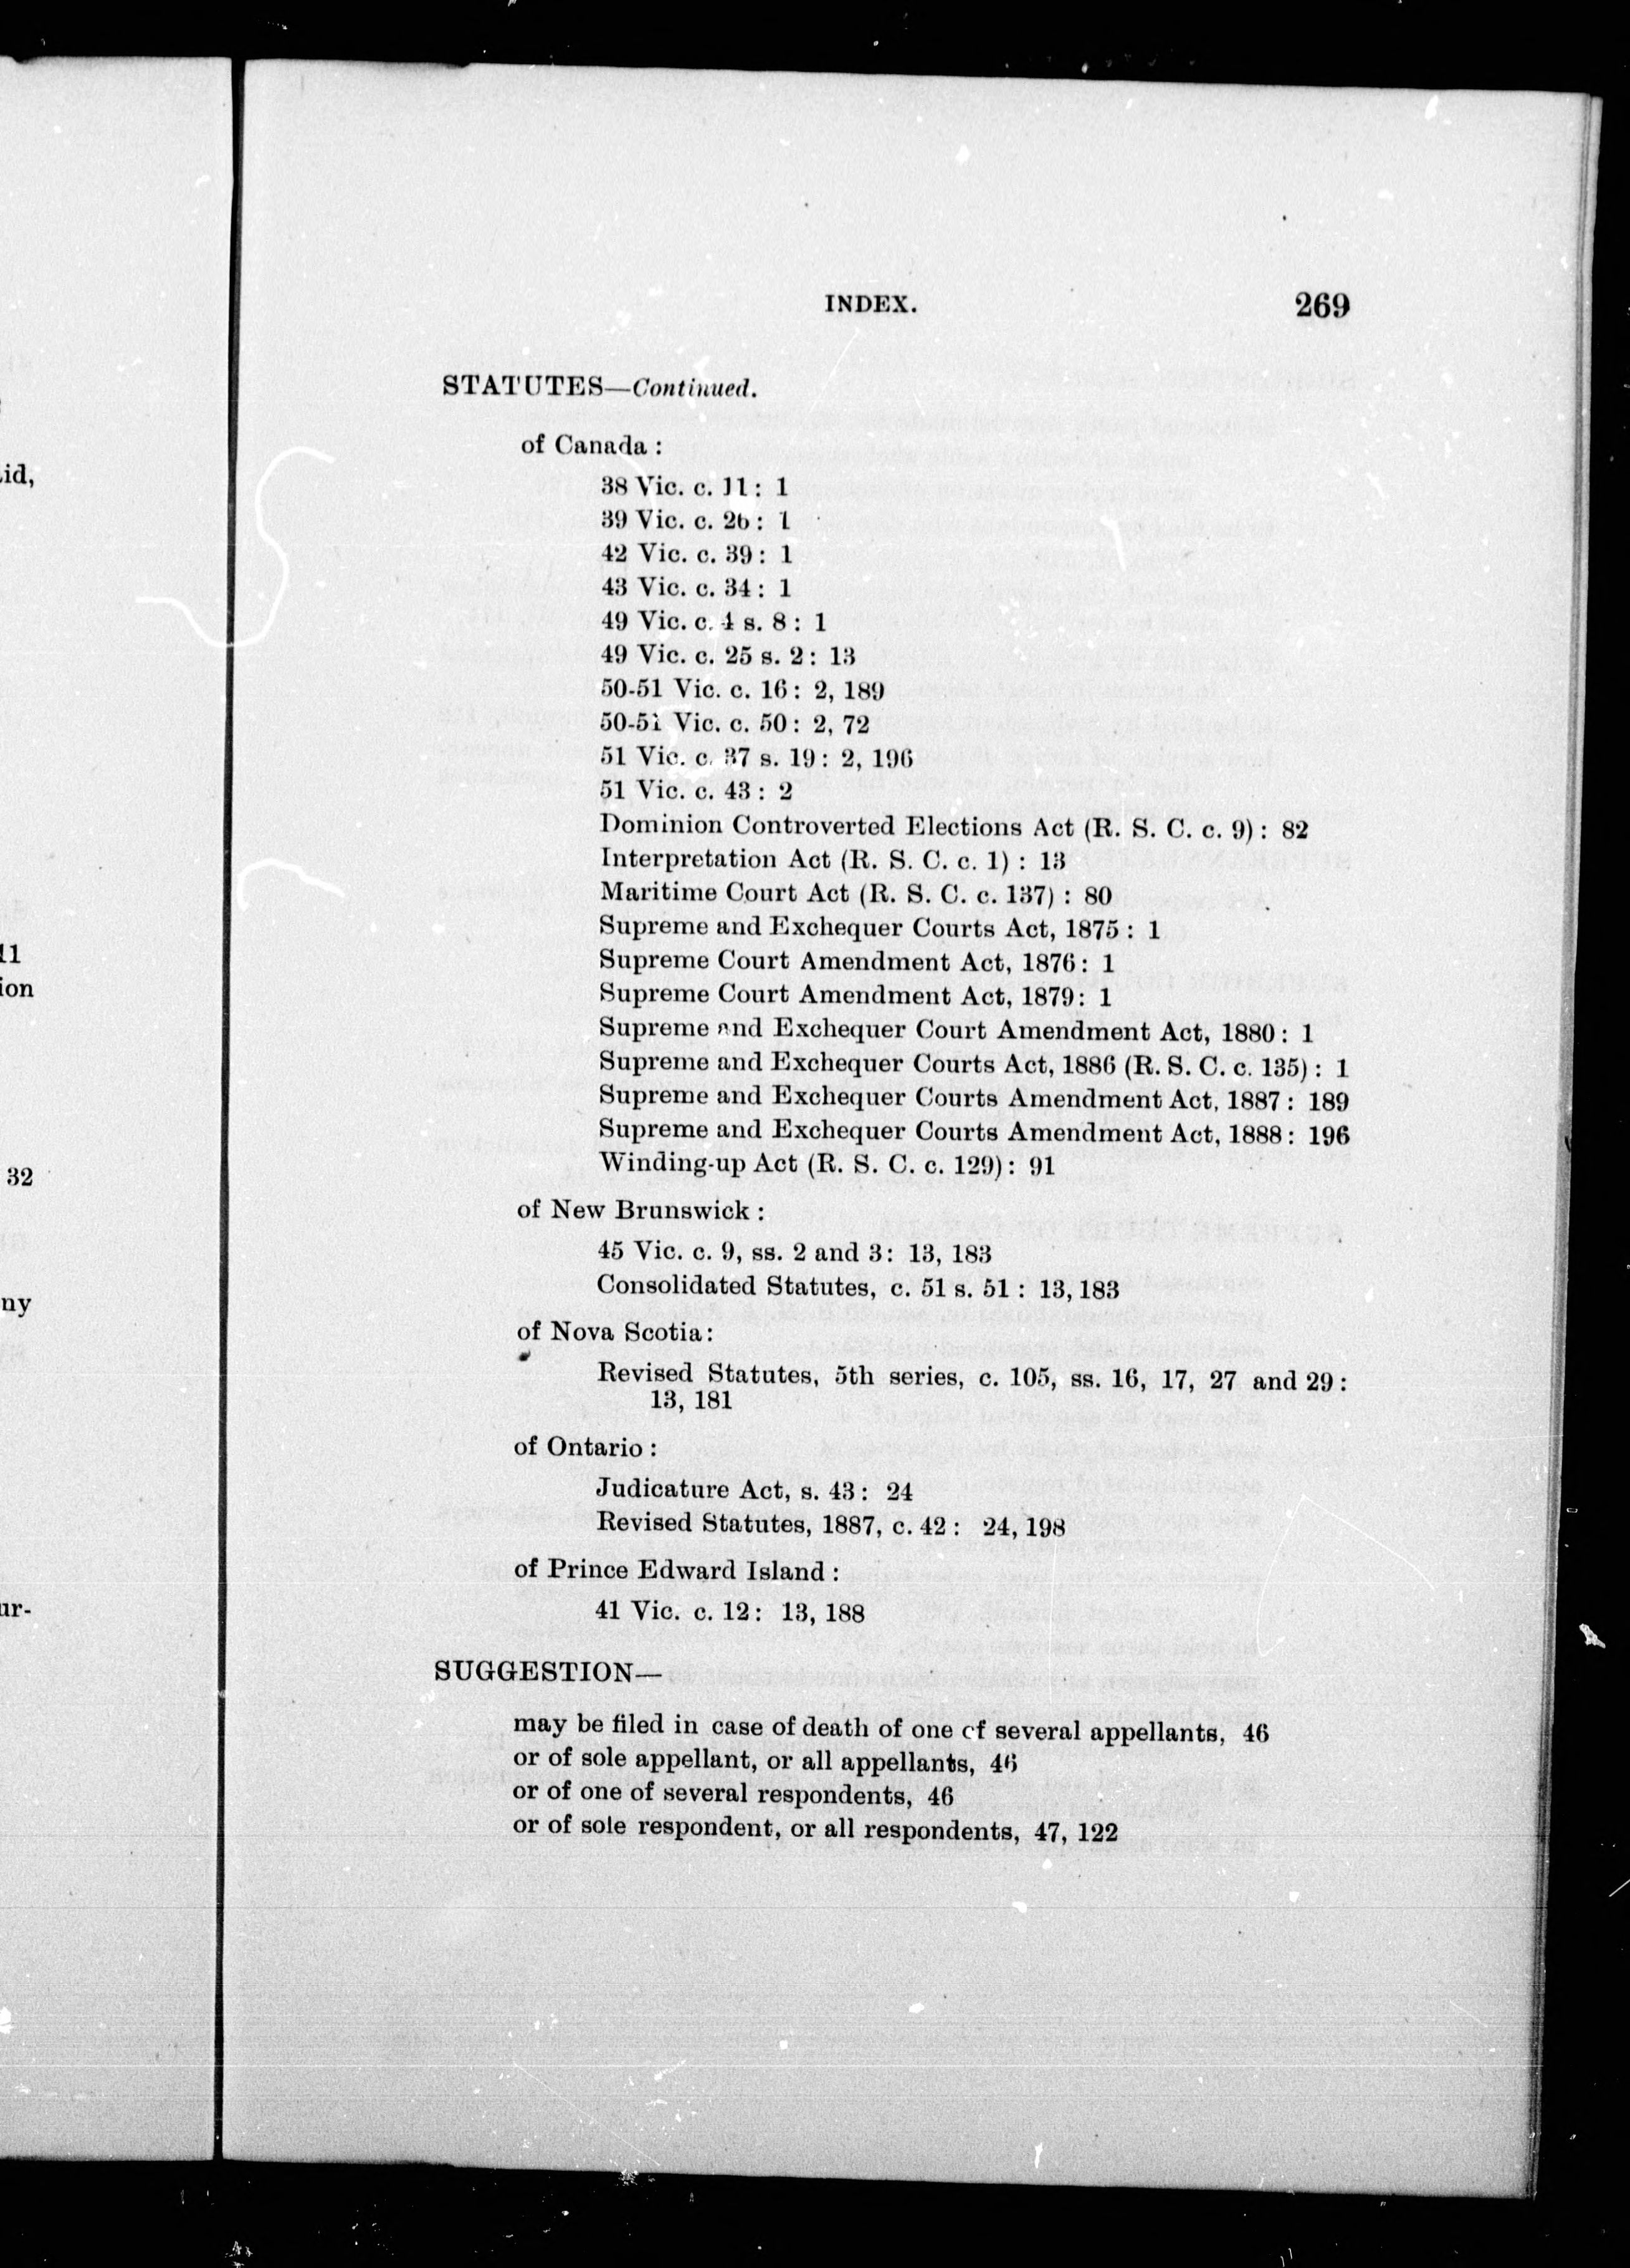 id,
11
ion
32
ny
ur-
INDEX. 269
STATUTES—Continued.
of Canada :
38 Vic. c. 11 : 1
39 Vic. c. 26 : 1
42 Vic. c. 39 : 1
43 Vic. c. 34 : 1
49 Vic. c. 4 s. 8 : 1
49 Vic. c. 25 s. 2 : 13
50-51 Vic. c. 16 : 2, 189
50-51 Vic. c. 50 : 2, 72
51 Vic. c. 37 s. 19 : 2, 196
51 Vic. c. 43 : 2
Dominion Controverted Elections Act (R. S. C. c. 9) : 82
Interpretation Act (R. S. C. c. 1) : 13
Maritime Court Act (R. S. C. c. 137) : 80
Supreme and Exchequer Courts Act, 1875 : 1
Supreme Court Amendment Act, 1876 : 1
Supreme Court Amendment Act, 1879 : 1
Supreme and Exchequer Court Amendment Act, 1880 : 1
Supreme and Exchequer Courts Act, 1886 (R. S. C. c. 135) : 1
Supreme and Exchequer Courts Amendment Act, 1887 : 189
Supreme and Exchequer Courts Amendment Act, 1888 : 196
Winding-up Act (R. S. C. c. 129) : 91
of New Brunswick :
45 Vic. c. 9, ss. 2 and 3 : 13, 183
Consolidated Statutes, c. 51 s. 51 : 13, 183
of Nova Scotia :
Revised Statutes, 5th series, c. 105, ss. 16, 17, 27 and 29 :
13, 181
of Ontario :
Judicature Act, s. 43 : 24
Revised Statutes, 1887, c. 42 : 24, 198
of Prince Edward Island :
41 Vic. c. 12 : 13, 188
SUGGESTION—
may be filed in case of death of one of several appellants, 46
or of sole appellant, or all appellants, 46
or of one of several respondents, 46
or of sole respondent, or all respondents, 47, 122